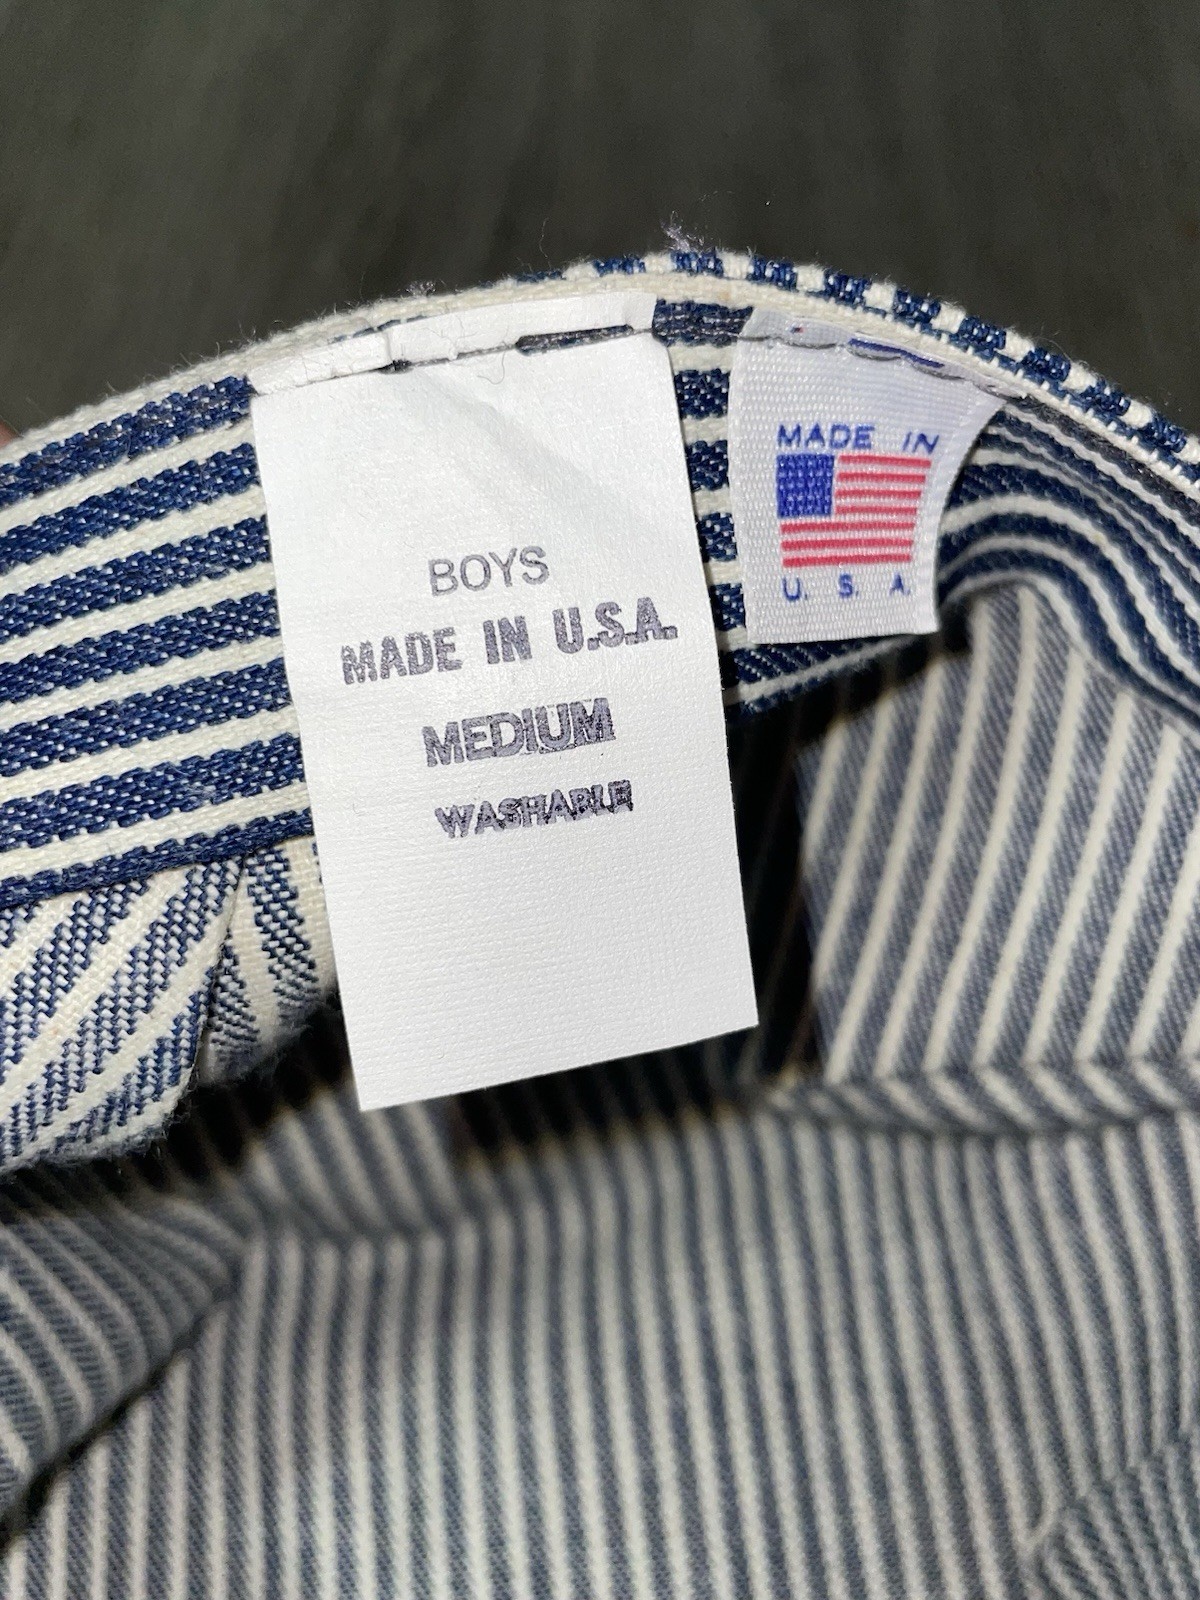 BOYS
MADE IN U.S.A.
MEDIUM
WASHABLE
MADE IN
U. S. A.